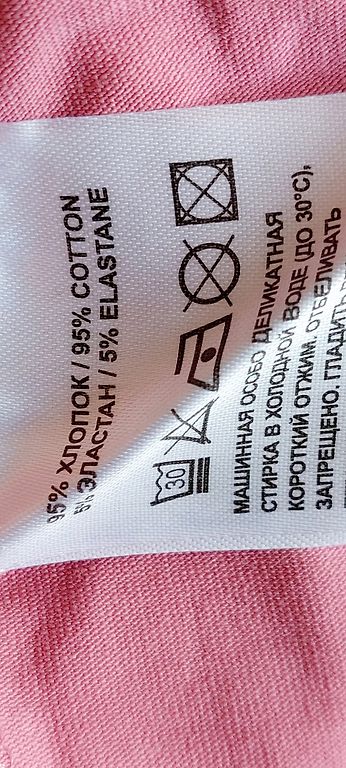 95% ХЛОПОК / 95% COTTON
5% ЭЛАСТАН / 5% ELASTANE
30
МАШИННАЯ ОСОБО ДЕЛИКАТНАЯ
СТИРКА В ХОЛОДНОЙ ВОДЕ (ДО 30°C),
КОРОТКИЙ ОТЖИМ. ОТБЕЛИВАТЬ
ЗАПРЕЩЕНО. ГЛАДИТЬ